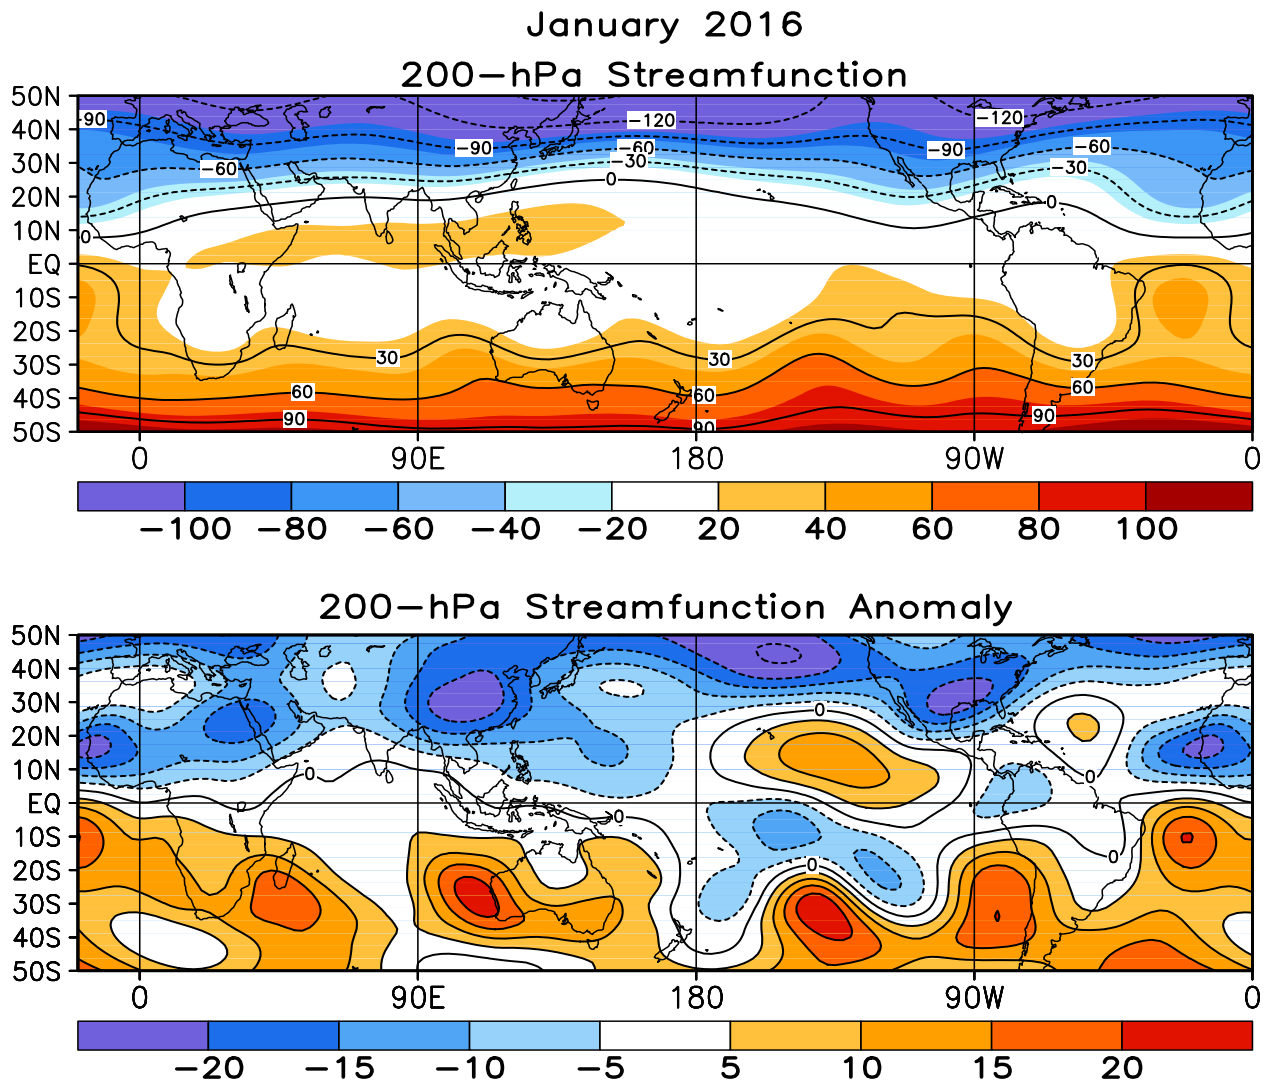 January 2016
200-hPa Streamfunction
50N
40N
30N
20N
10N
EQ
10S
20S
30S
40S
50S
-90
-120
-120
-90
-60
-30
-90
-60
-60
-30
0
0
0
30
30
30
60
60
60
90
90
90
0 90E 180 90W 0
-100 -80 -60 -40 -20 20 40 60 80 100
200-hPa Streamfunction Anomaly
50N
40N
30N
20N
10N
EQ
10S
20S
30S
40S
50S
0
0
0
0
0
0
0 90E 180 90W 0
-20 -15 -10 -5 5 10 15 20